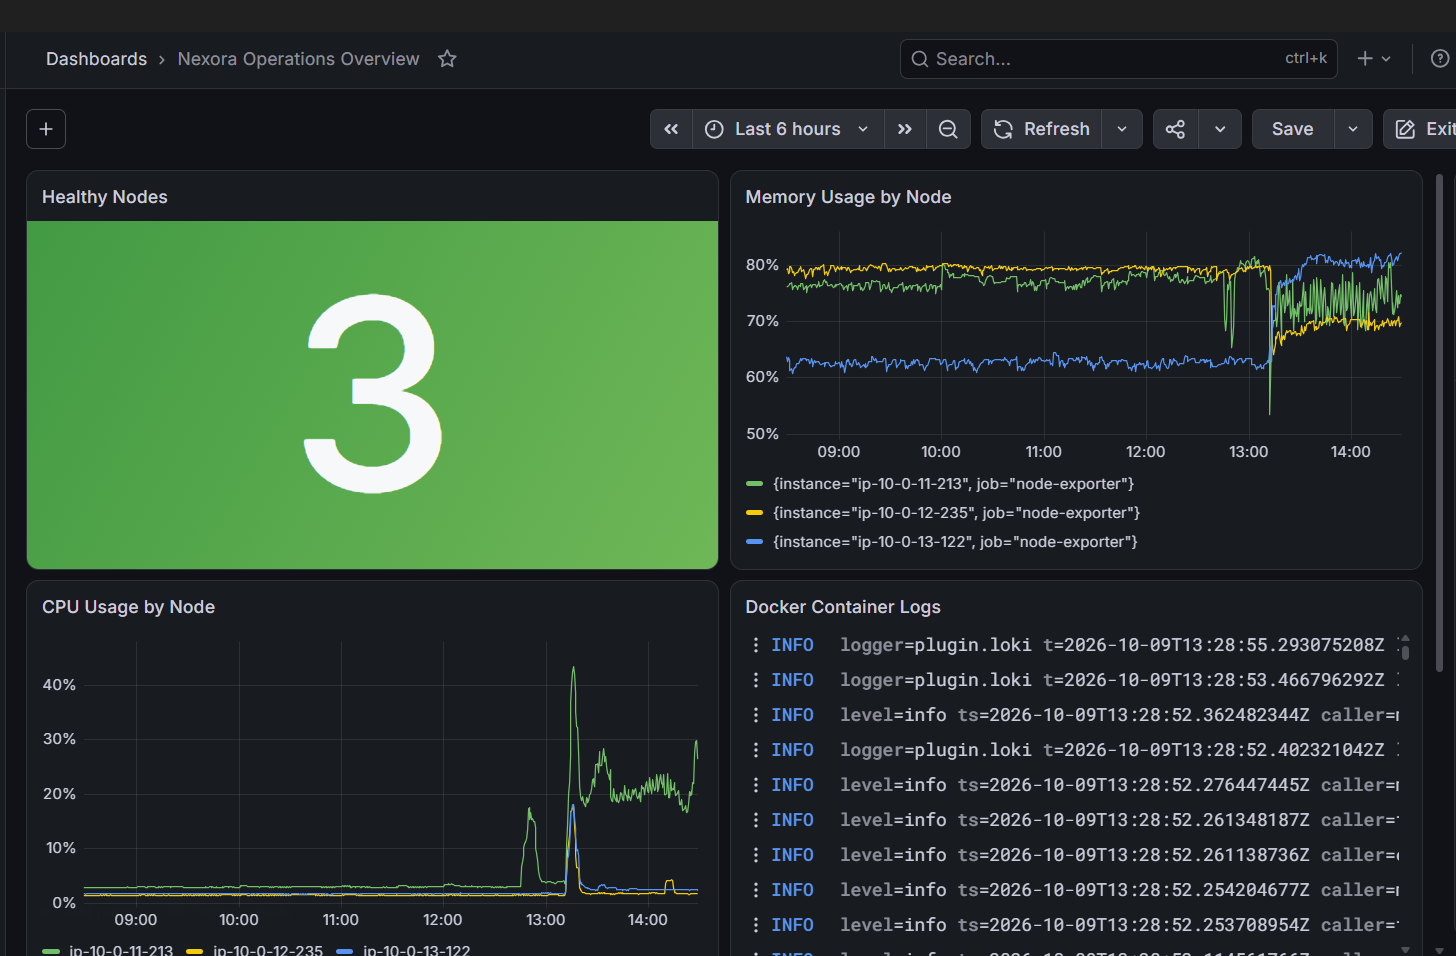 Dashboards › Nexora Operations Overview
Search... ctrl+k
Last 6 hours
Refresh
Save
Exit
Healthy Nodes
3
Memory Usage by Node
80%
70%
60%
50%
09:00 10:00 11:00 12:00 13:00 14:00
{instance="ip-10-0-11-213", job="node-exporter"}
{instance="ip-10-0-12-235", job="node-exporter"}
{instance="ip-10-0-13-122", job="node-exporter"}
CPU Usage by Node
40%
30%
20%
10%
0%
09:00 10:00 11:00 12:00 13:00 14:00
ip-10-0-11-213 ip-10-0-12-235 ip-10-0-13-122
Docker Container Logs
INFO logger=plugin.loki t=2026-10-09T13:28:55.293075208Z
INFO logger=plugin.loki t=2026-10-09T13:28:53.466796292Z
INFO level=info ts=2026-10-09T13:28:52.362482344Z caller=
INFO logger=plugin.loki t=2026-10-09T13:28:52.402321042Z
INFO level=info ts=2026-10-09T13:28:52.276447445Z caller=
INFO level=info ts=2026-10-09T13:28:52.261348187Z caller=
INFO level=info ts=2026-10-09T13:28:52.261138736Z caller=
INFO level=info ts=2026-10-09T13:28:52.254204677Z caller=
INFO level=info ts=2026-10-09T13:28:52.253708954Z caller=